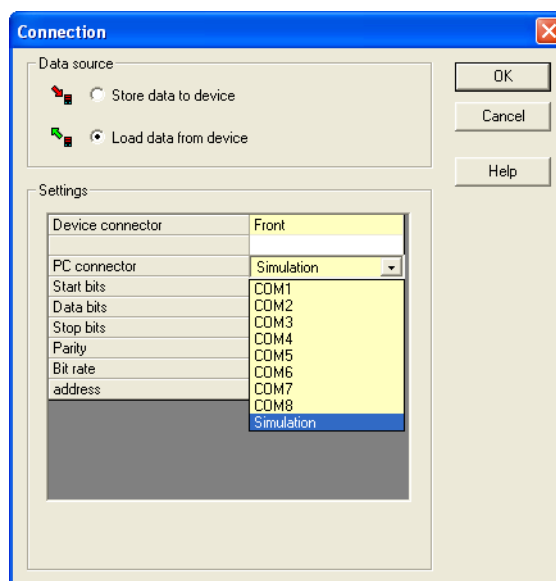 Connection
Data source
Store data to device
Load data from device
OK
Cancel
Help
Settings
Device connector Front
PC connector Simulation
Start bits COM1
Data bits COM2
Stop bits COM3
Parity COM4
Bit rate COM5
address COM6
COM7
COM8
Simulation